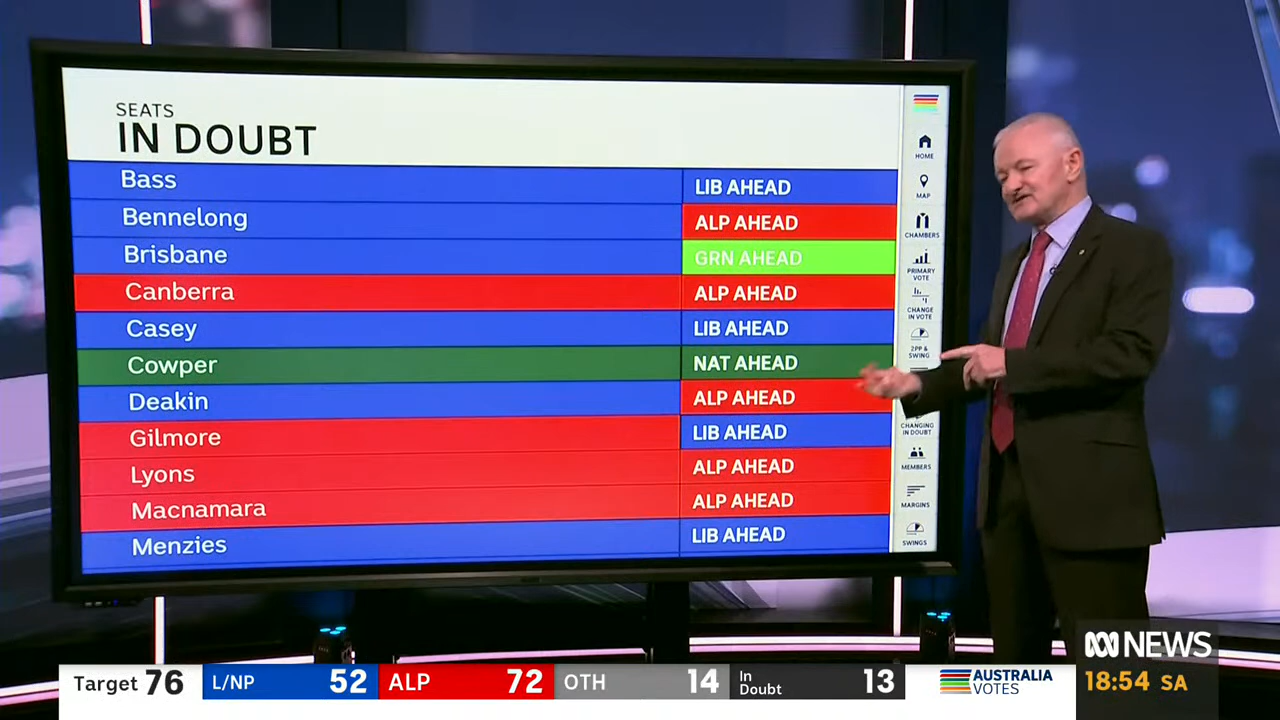 SEATS
IN DOUBT
Bass LIB AHEAD
Bennelong ALP AHEAD
Brisbane GRN AHEAD
Canberra ALP AHEAD
Casey LIB AHEAD
Cowper NAT AHEAD
Deakin ALP AHEAD
Gilmore LIB AHEAD
Lyons ALP AHEAD
Macnamara ALP AHEAD
Menzies LIB AHEAD
HOME
MAP
CHAMBERS
PRIMARY
VOTE
CHANGE
IN VOTE
2PP &
SWING
CHANGING
IN DOUBT
MEMBERS
MARGINS
SWINGS
Target 76 L/NP 52 ALP 72 OTH 14 In Doubt 13
AUSTRALIA
VOTES
NEWS
18:54 SA